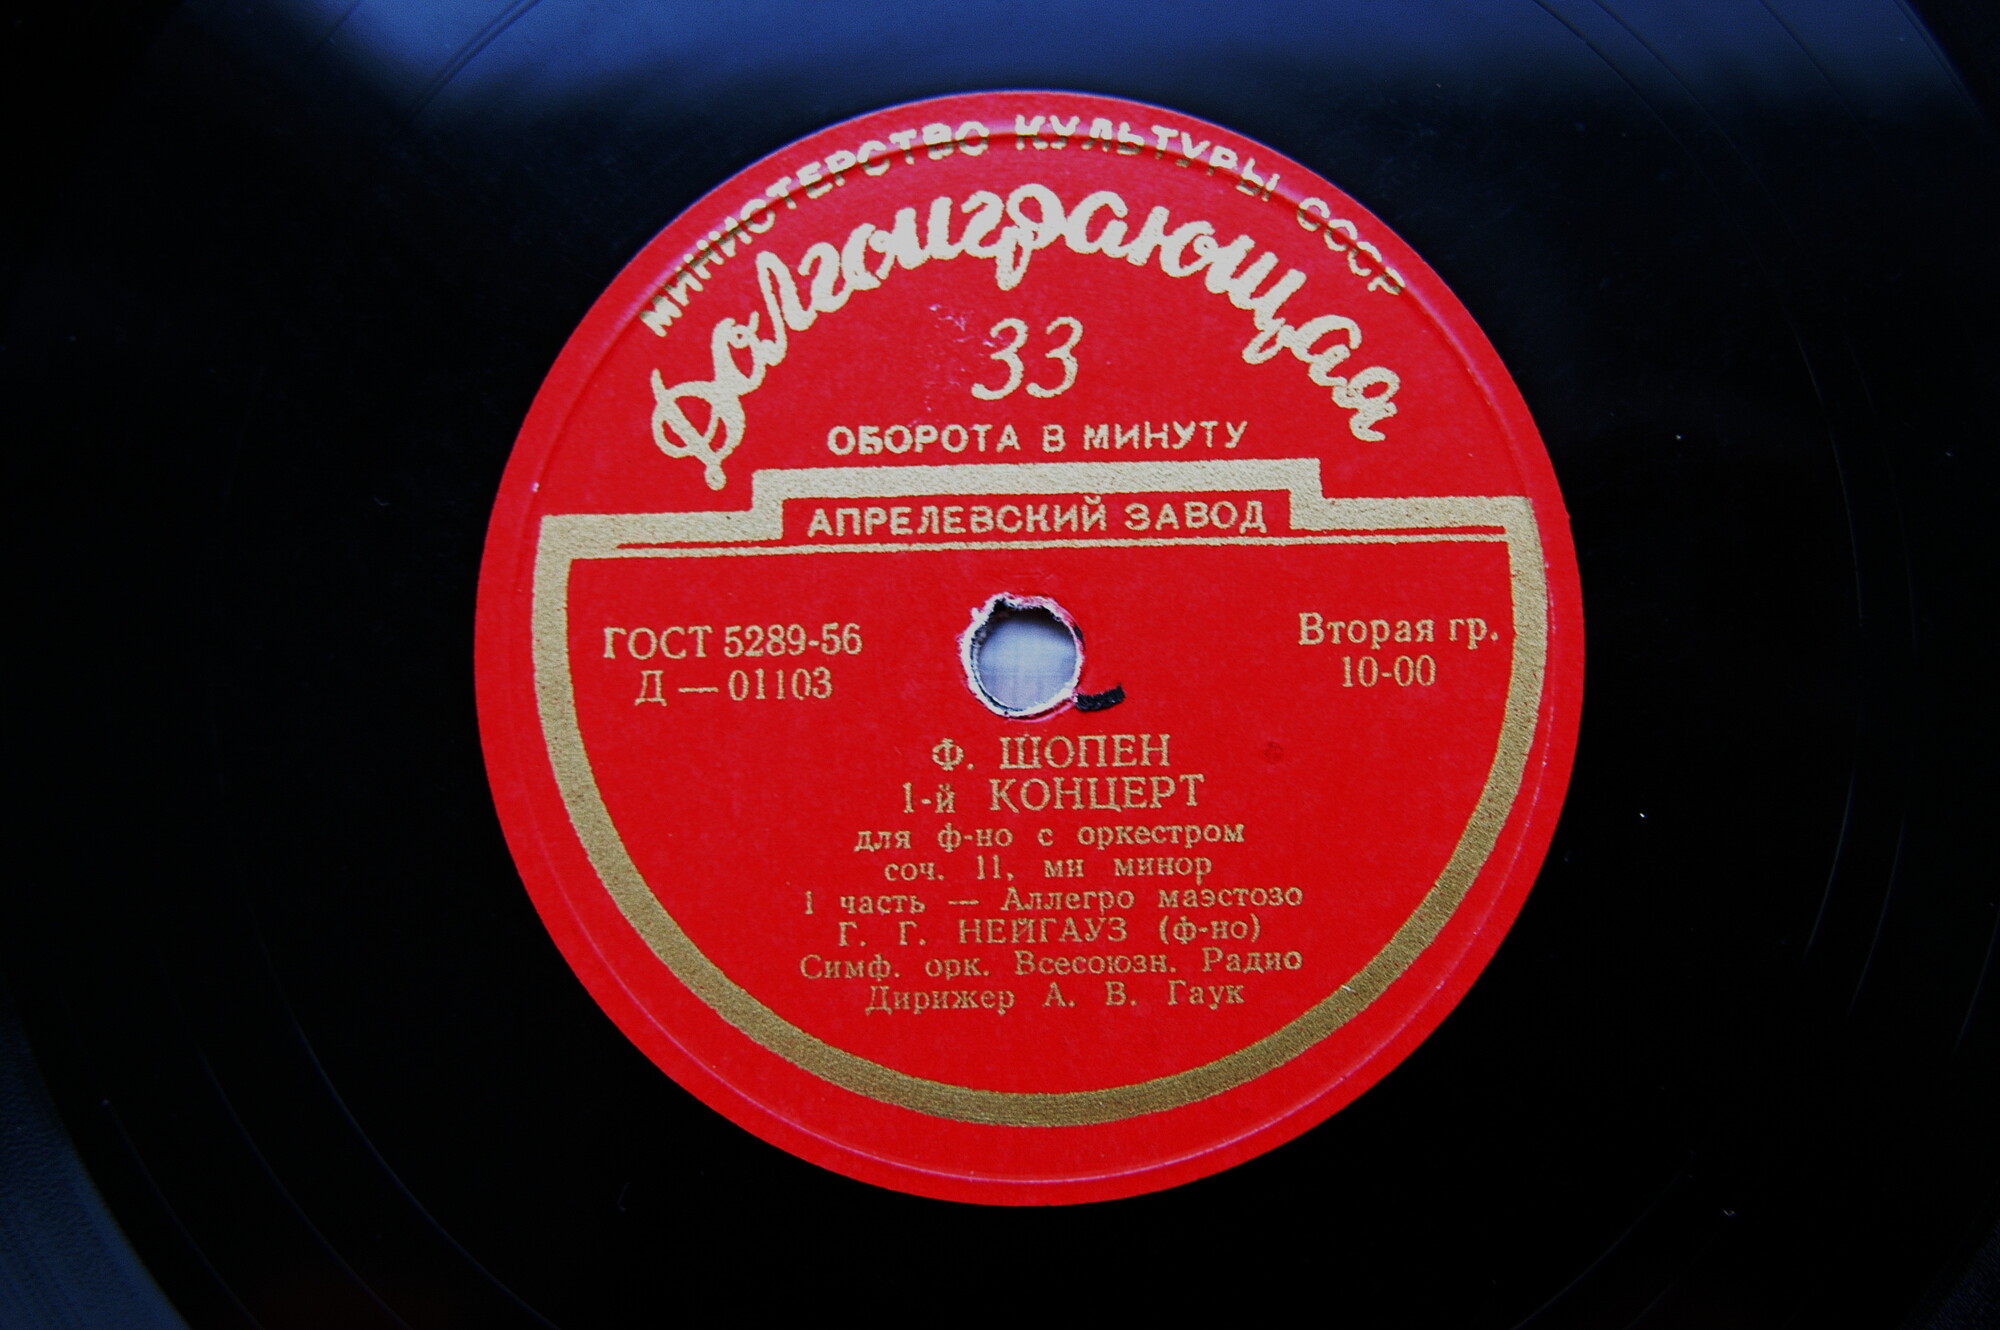 МИНИСТЕРСТВО КУЛЬТУРЫ СССР
Долгоиграющая
33
ОБОРОТА В МИНУТУ
АПРЕЛЕВСКИЙ ЗАВОД
ГОСТ 5289-56
Д — 01103
Вторая гр.
10-00
Ф. ШОПЕН
1-й КОНЦЕРТ
для ф-но с оркестром
соч. 11, ми минор
1 часть — Аллегро маэстозо
Г. Г. НЕЙГАУЗ (ф-но)
Симф. орк. Всесоюзн. Радио
Дирижер А. В. Гаук